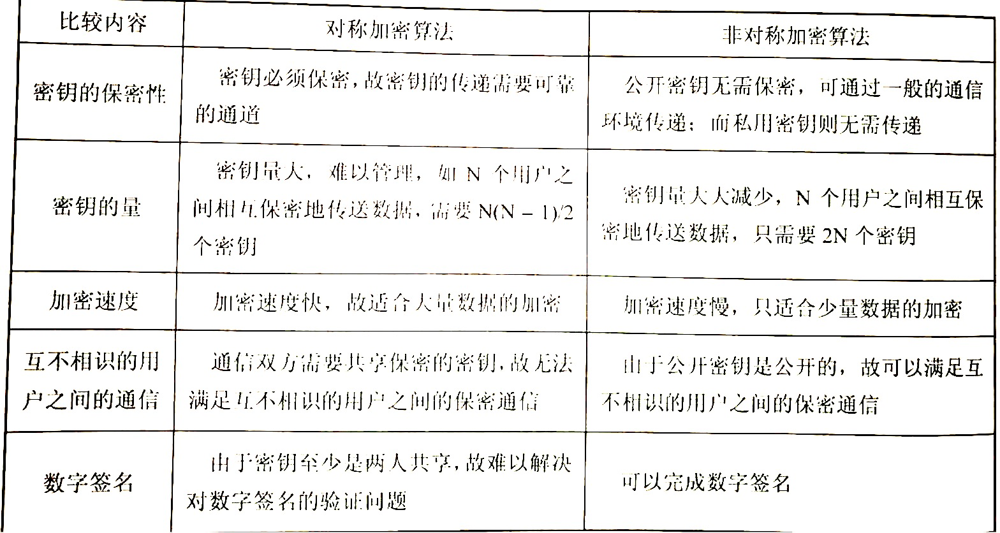 比较内容
对称加密算法
非对称加密算法
密钥的保密性
密钥必须保密，故密钥的传递需要可靠
的通道
公开密钥无需保密，可通过一般的通信
环境传递；而私用密钥则无需传递
密钥的量
密钥量大，难以管理，如 N 个用户之
间相互保密地传送数据，需要 N(N – 1)/2
个密钥
密钥量大大减少，N 个用户之间相互保
密地传送数据，只需要 2N 个密钥
加密速度
加密速度快，故适合大量数据的加密
加密速度慢，只适合少量数据的加密
互不相识的用
户之间的通信
通信双方需要共享保密的密钥，故无法
满足互不相识的用户之间的保密通信
由于公开密钥是公开的，故可以满足互
不相识的用户之间的保密通信
数字签名
由于密钥至少是两人共享，故难以解决
对数字签名的验证问题
可以完成数字签名